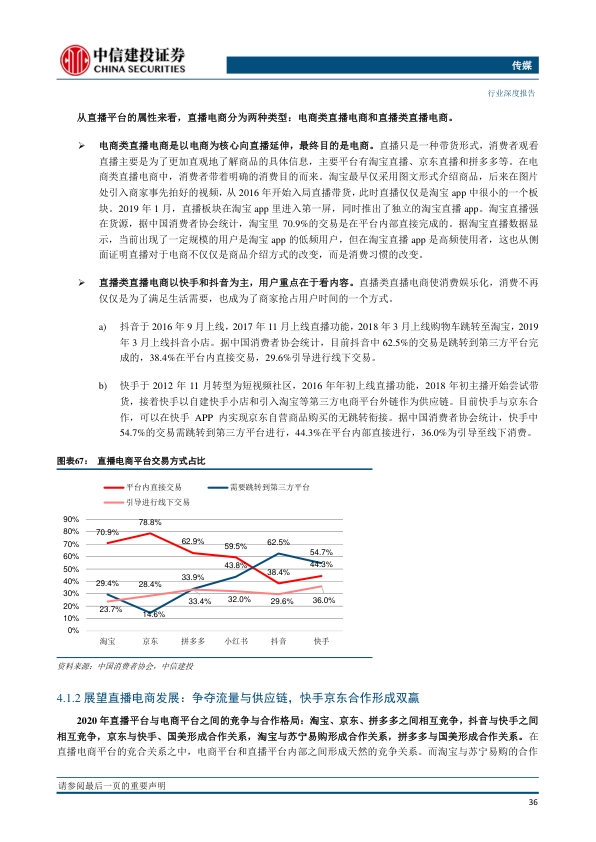 中信建投证券
CHINA SECURITIES
传媒
行业深度报告
从直播平台的属性来看，直播电商分为两种类型：电商类直播电商和直播类直播电商。
电商类直播电商是以电商为核心向直播延伸，最终目的是电商。直播只是一种带货形式，消费者观看
直播主要是为了更加直观地了解商品的具体信息，主要平台有淘宝直播、京东直播和拼多多等。在电
商类直播电商中，消费者带着明确的消费目的而来。淘宝最早仅采用图文形式介绍商品，后来在图片
处引入商家事先拍好的视频，从 2016 年开始入局直播带货，此时直播仅仅是淘宝 app 中很小的一个板
块。2019 年 1 月，直播板块在淘宝 app 里进入第一屏，同时推出了独立的淘宝直播 app。淘宝直播强
在货源，据中国消费者协会统计，淘宝里 70.9%的交易是在平台内部直接完成的。据淘宝直播数据显
示，当前出现了一定规模的用户是淘宝 app 的低频用户，但在淘宝直播 app 是高频使用者，这也从侧
面证明直播对于电商不仅仅是商品介绍方式的改变，而是消费习惯的改变。
直播类直播电商以快手和抖音为主，用户重点在于看内容。直播类直播电商使消费娱乐化，消费不再
仅仅是为了满足生活需要，也成为了商家抢占用户时间的一个方式。
a) 抖音于 2016 年 9 月上线，2017 年 11 月上线直播功能，2018 年 3 月上线购物车跳转至淘宝，2019
年 3 月上线抖音小店。据中国消费者协会统计，目前抖音中 62.5%的交易是跳转到第三方平台完
成的，38.4%在平台内直接交易，29.6%引导进行线下交易。
b) 快手于 2012 年 11 月转型为短视频社区，2016 年年初上线直播功能，2018 年初主播开始尝试带
货，接着快手以自建快手小店和引入淘宝等第三方电商平台外链作为供应链。目前快手与京东合
作，可以在快手 APP 内实现京东自营商品购买的无跳转衔接。据中国消费者协会统计，快手中
54.7%的交易需跳转到第三方平台进行，44.3%在平台内部直接进行，36.0%为引导至线下消费。
图表67： 直播电商平台交易方式占比
平台内直接交易 需要跳转到第三方平台
引导进行线下交易
90%
80%
70%
60%
50%
40%
30%
20%
10%
0%
70.9% 78.8% 62.9% 59.5% 38.4% 44.3%
29.4% 14.6% 33.9% 43.8% 62.5% 54.7%
23.7% 28.4% 33.4% 32.0% 29.6% 36.0%
淘宝 京东 拼多多 小红书 抖音 快手
资料来源：中国消费者协会，中信建投
4.1.2 展望直播电商发展：争夺流量与供应链，快手京东合作形成双赢
2020 年直播平台与电商平台之间的竞争与合作格局：淘宝、京东、拼多多之间相互竞争，抖音与快手之间
相互竞争，京东与快手、国美形成合作关系，淘宝与苏宁易购形成合作关系，拼多多与国美形成合作关系。在
直播电商平台的竞合关系之中，电商平台和直播平台内部之间形成天然的竞争关系。而淘宝与苏宁易购的合作
请参阅最后一页的重要声明
36